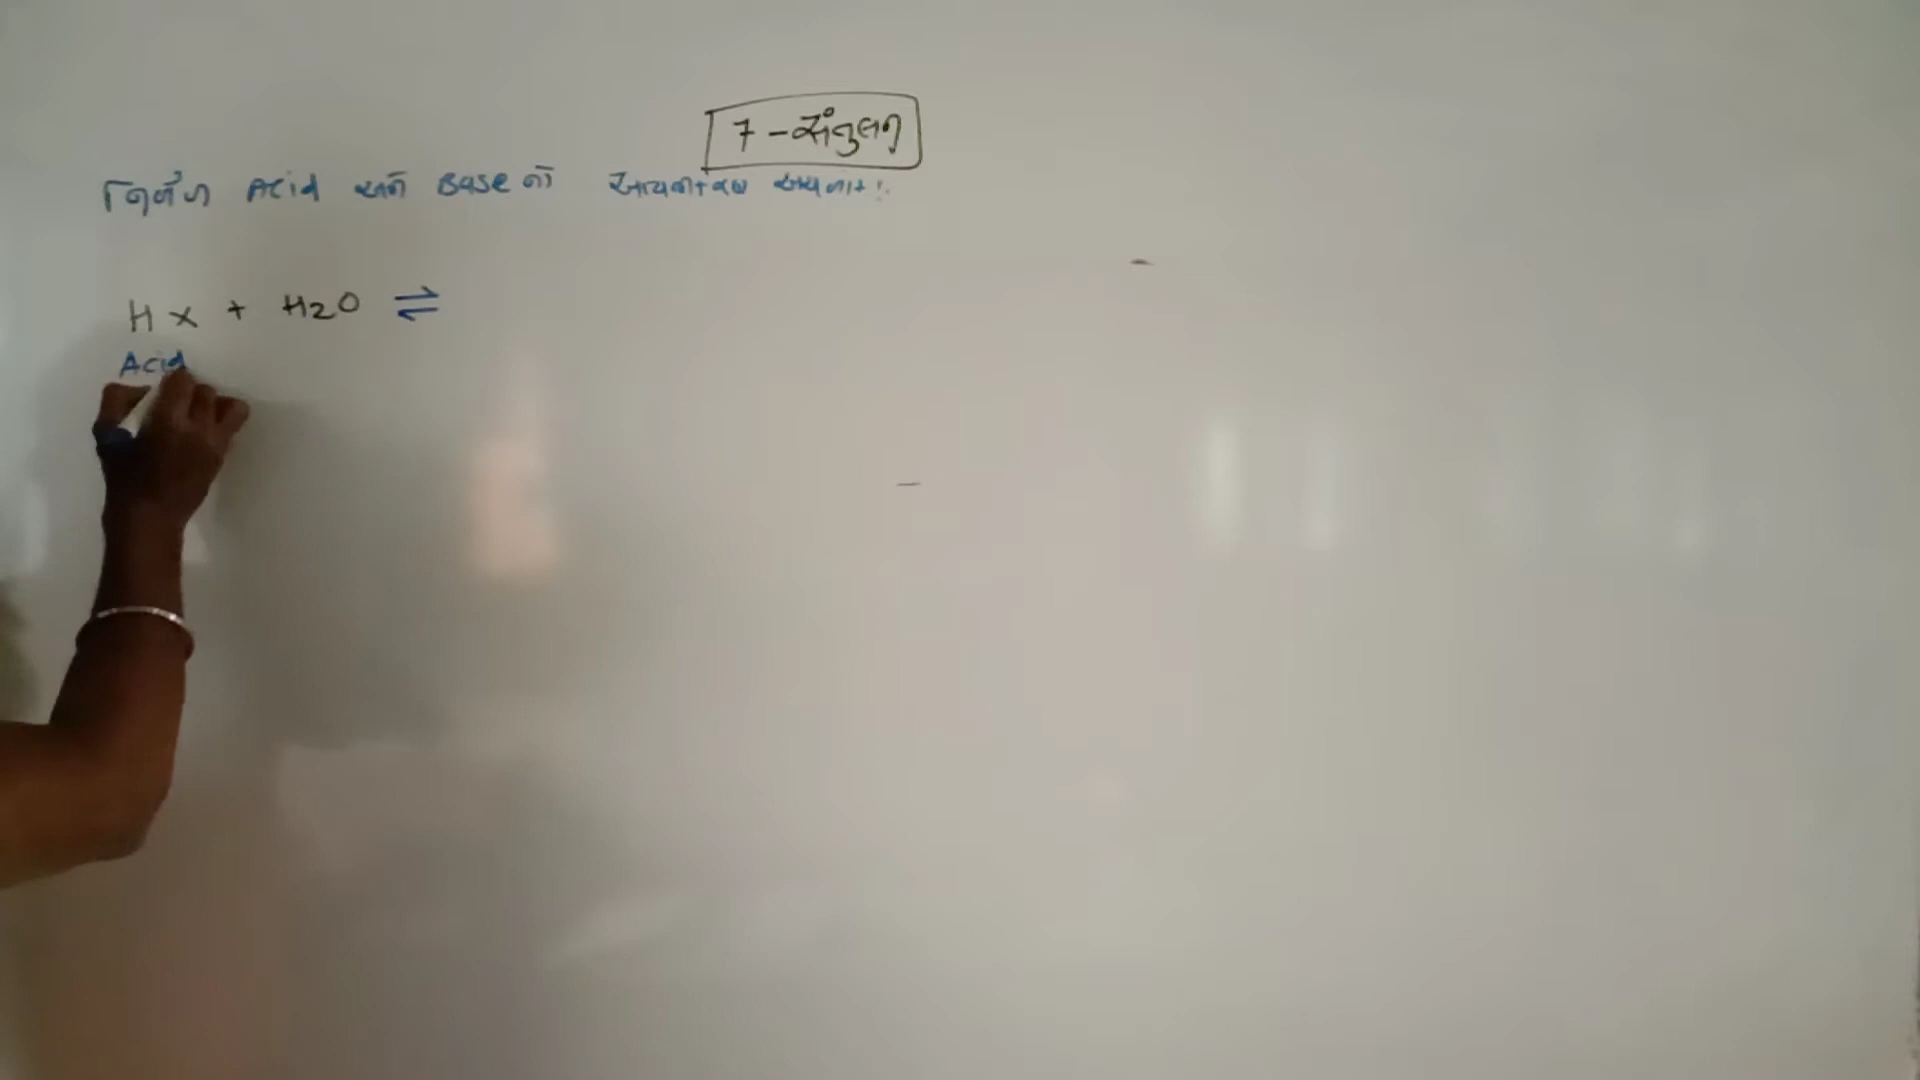 7 - સંતુલન
નિર્બળ Acid અને Base નો આયનીકરણ અચળાંક :
HX + H2O ⇌
Acid